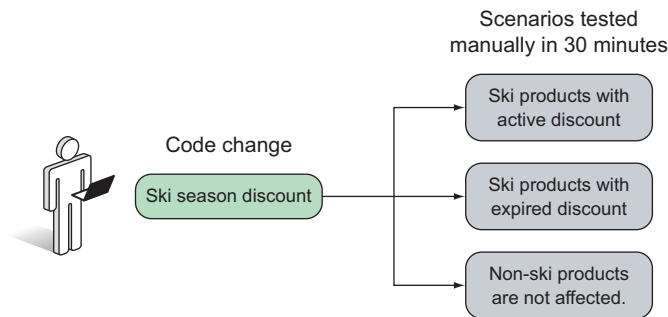 Scenarios tested
manually in 30 minutes
Ski products with
active discount
Code change
Ski season discount
Ski products with
expired discount
Non-ski products
are not affected.